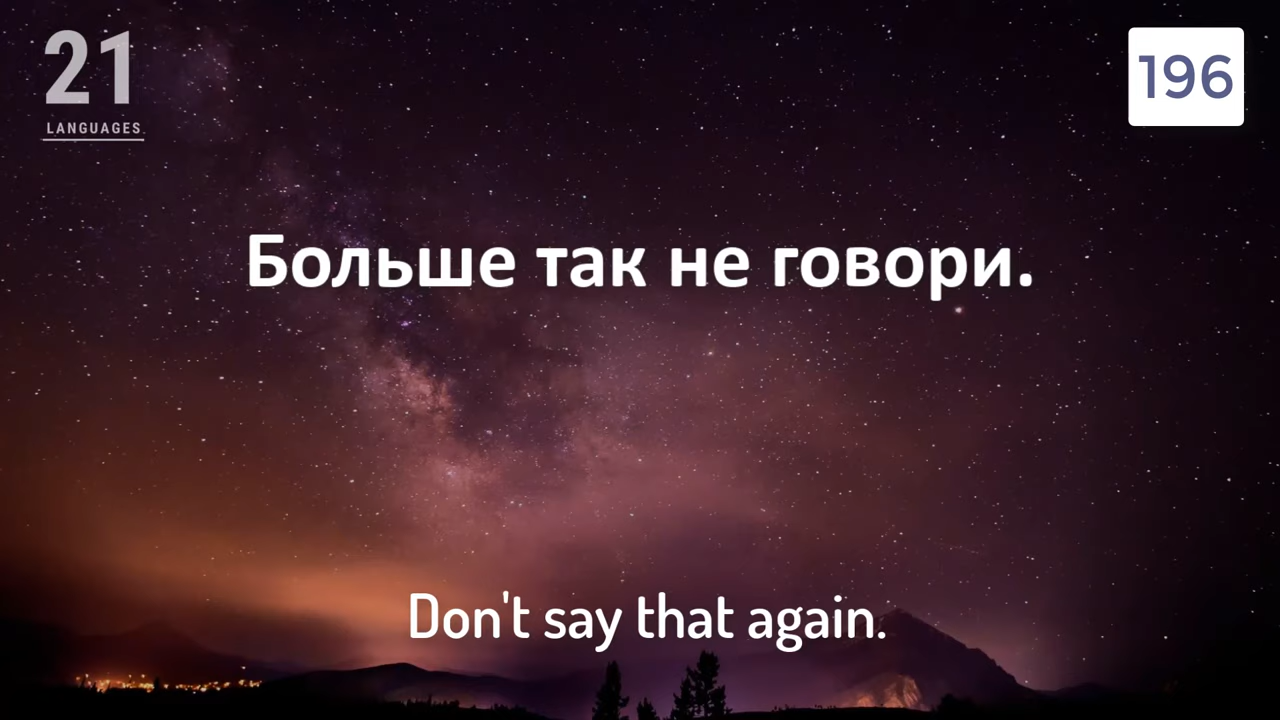 21
LANGUAGES
196
Больше так не говори.
Don't say that again.